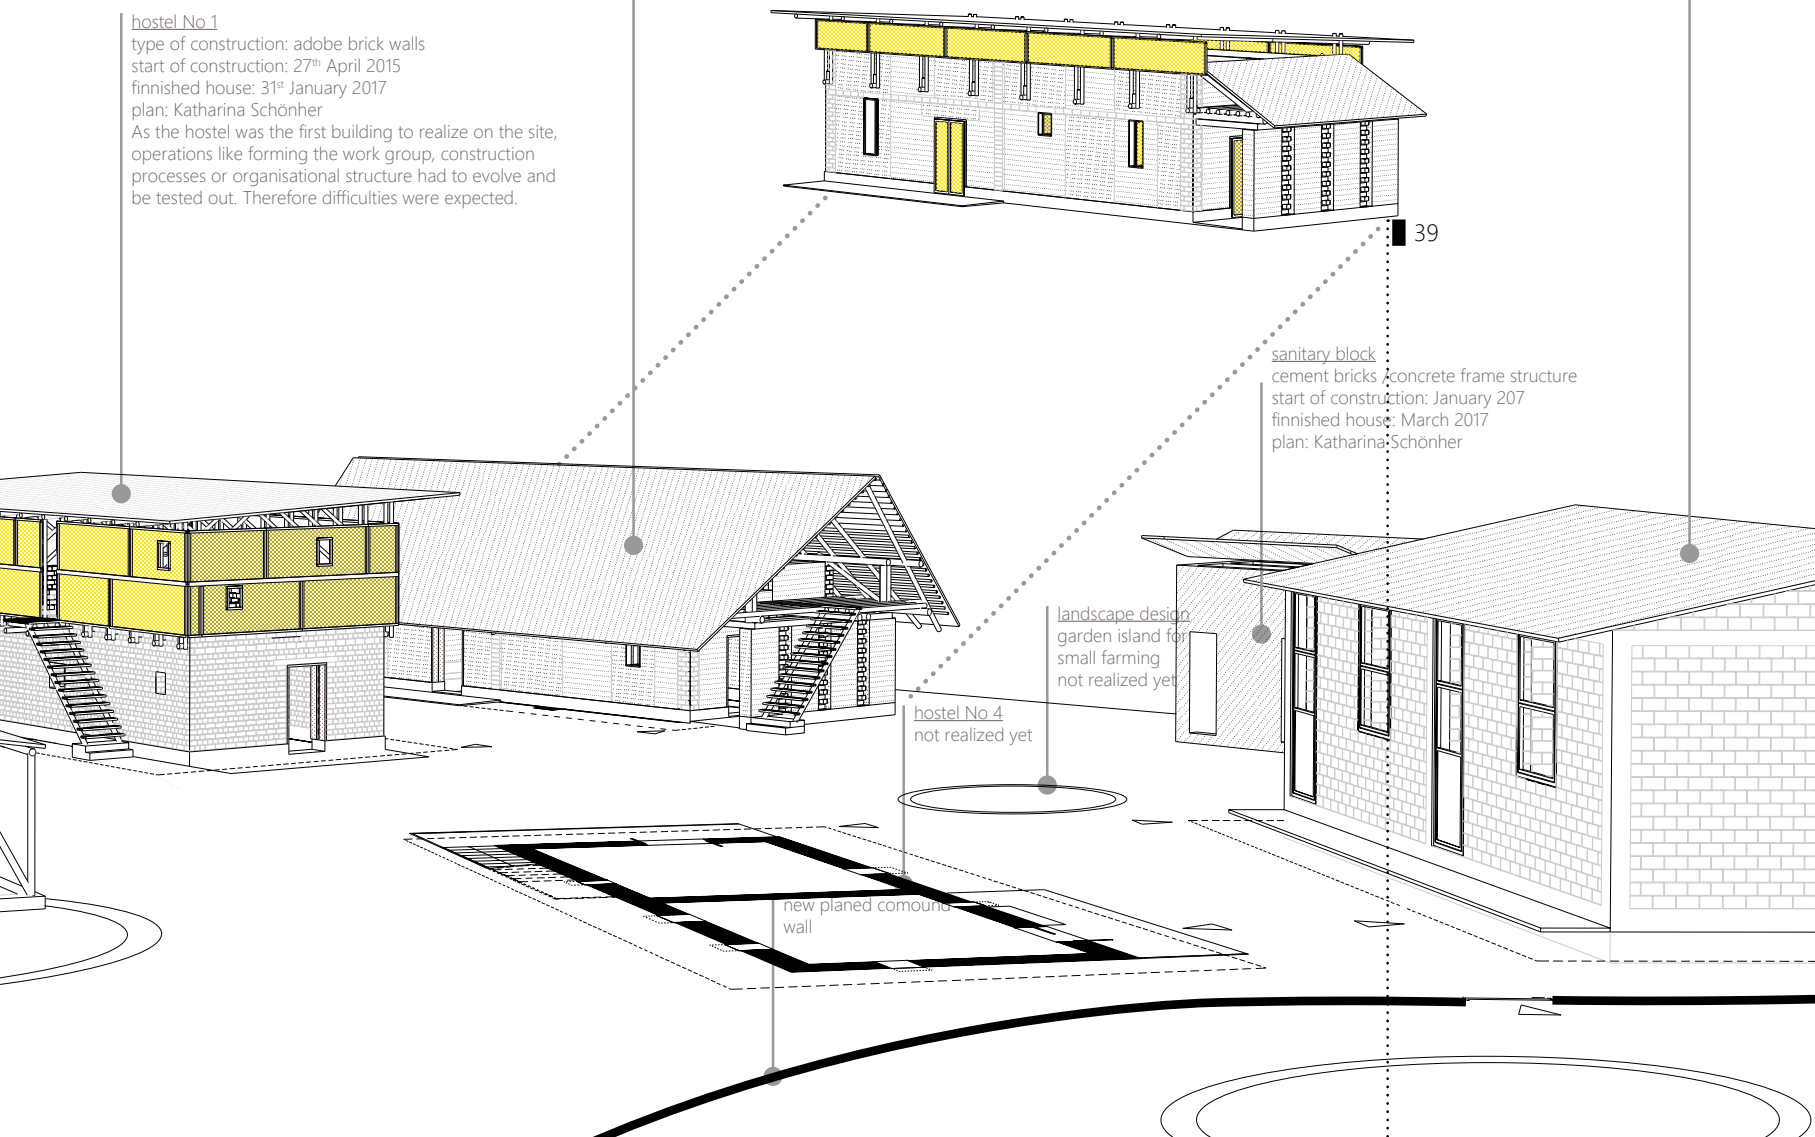 hostel No 1
type of construction: adobe brick walls
start of construction: 27th April 2015
finnished house: 31st January 2017
plan: Katharina Schönher
As the hostel was the first building to realize on the site,
operations like forming the work group, construction
processes or organisational structure had to evolve and
be tested out. Therefore difficulties were expected.
39
sanitary block
cement bricks /concrete frame structure
start of construction: January 207
finnished house: March 2017
plan: Katharina Schönher
landscape design
garden island for
small farming
not realized yet
hostel No 4
not realized yet
new planed comound
wall